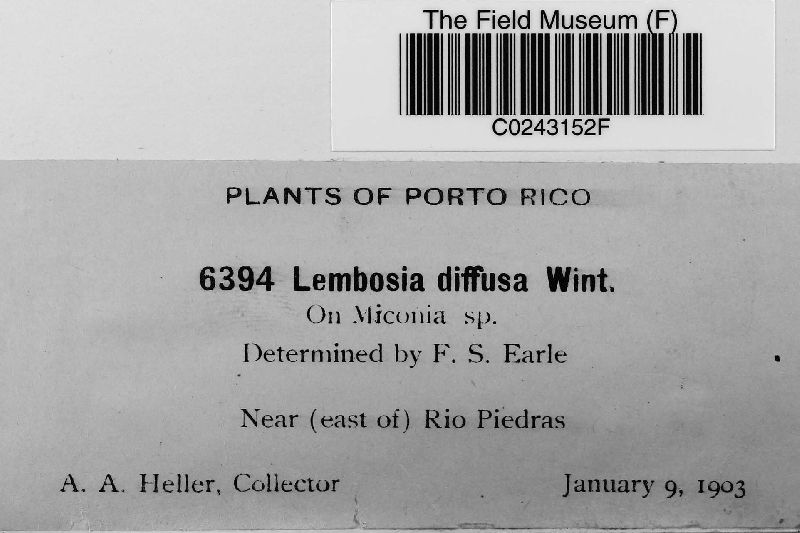 The Field Museum (F)
C0243152F
PLANTS OF PORTO RICO
6394 Lembosia diffusa Wint.
On Miconia sp.
Determined by F. S. Earle
Near (east of) Rio Piedras
A. A. Heller, Collector January 9, 1903